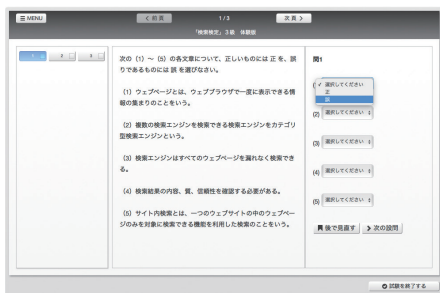 ≡ MENU
< 前 頁
1/3
次 頁 >
「検索検定」3級 体験版
1
2
3
次の（1）〜（5）の各文章について、正しいものには 正 を、誤
りであるものには 誤 を選びなさい。
（1）ウェブページとは、ウェブブラウザで一度に表示できる情
報の集まりのことをいう。
（2）複数の検索エンジンを検索できる検索エンジンをカテゴリ
型検索エンジンという。
（3）検索エンジンはすべてのウェブページを漏れなく検索でき
る。
（4）検索結果の内容、質、信頼性を確認する必要がある。
（5）サイト内検索とは、一つのウェブサイトの中のウェブペー
ジのみを対象に検索できる機能を利用した検索のことをいう。
問1
✓ 選択してください
正
誤
(2) 選択してください
(3) 選択してください
(4) 選択してください
(5) 選択してください
後で見直す
> 次の設問
試験を終了する